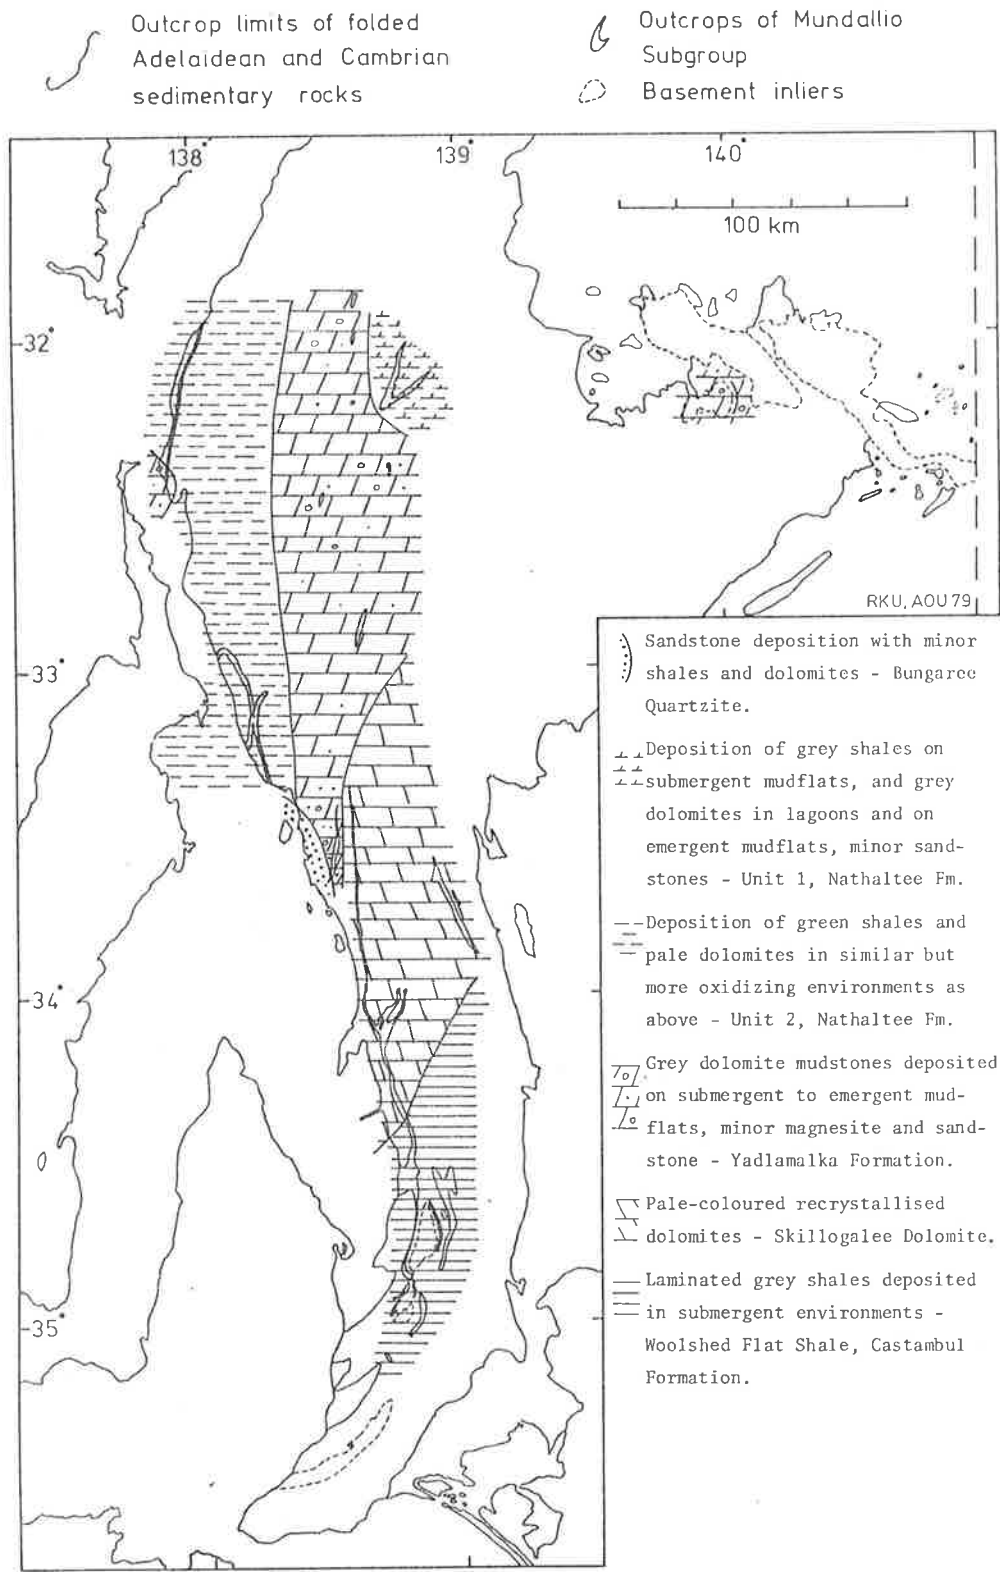 Outcrop limits of folded
Adelaidean and Cambrian
sedimentary rocks
Outcrops of Mundallio
Subgroup
Basement inliers
138°
139°
140°
100 km
32°
33°
34°
35°
RKU, AOU 79
Sandstone deposition with minor
shales and dolomites - Bungaree
Quartzite.
Deposition of grey shales on
submergent mudflats, and grey
dolomites in lagoons and on
emergent mudflats, minor sand-
stones - Unit 1, Nathaltee Fm.
Deposition of green shales and
pale dolomites in similar but
more oxidizing environments as
above - Unit 2, Nathaltee Fm.
Grey dolomite mudstones deposited
on submergent to emergent mud-
flats, minor magnesite and sand-
stone - Yadlamalka Formation.
Pale-coloured recrystallised
dolomites - Skillogalee Dolomite.
Laminated grey shales deposited
in submergent environments -
Woolshed Flat Shale, Castambul
Formation.